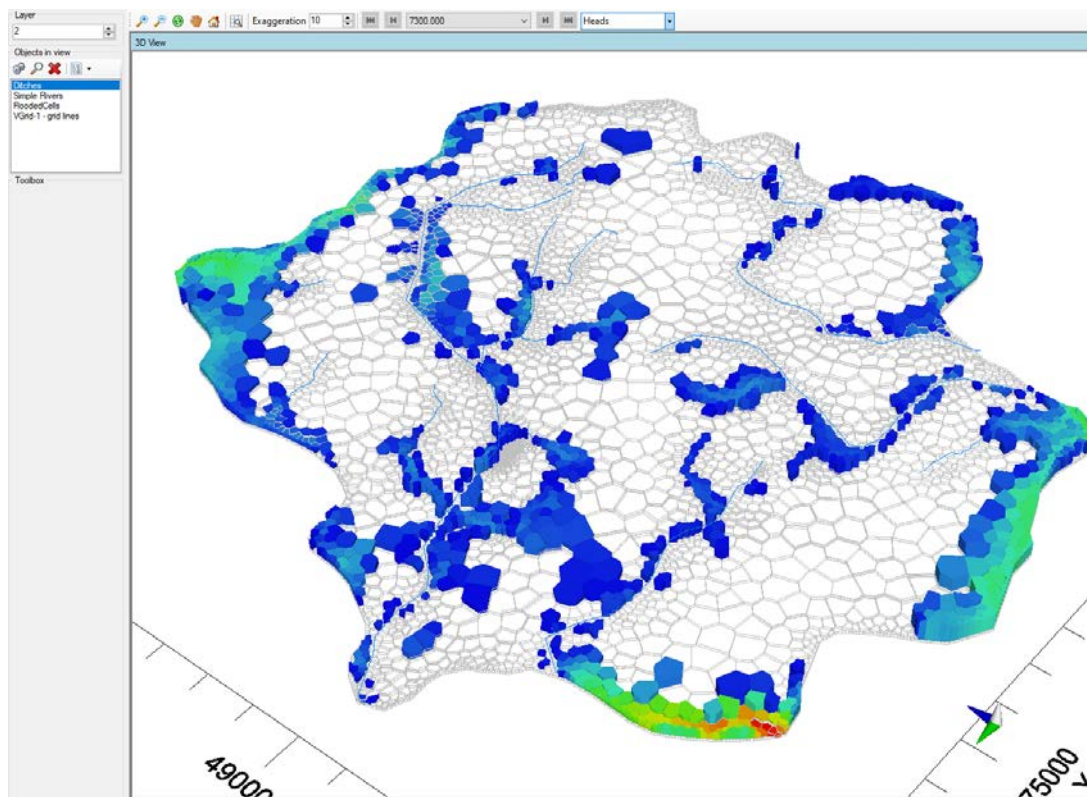 Layer
2
Exaggeration 10
7300.000
Heads
Objects in view
3D View
Ditches
Simple Rivers
FloodedCells
VGrid-1 - grid lines
Toolbox
49000
75000